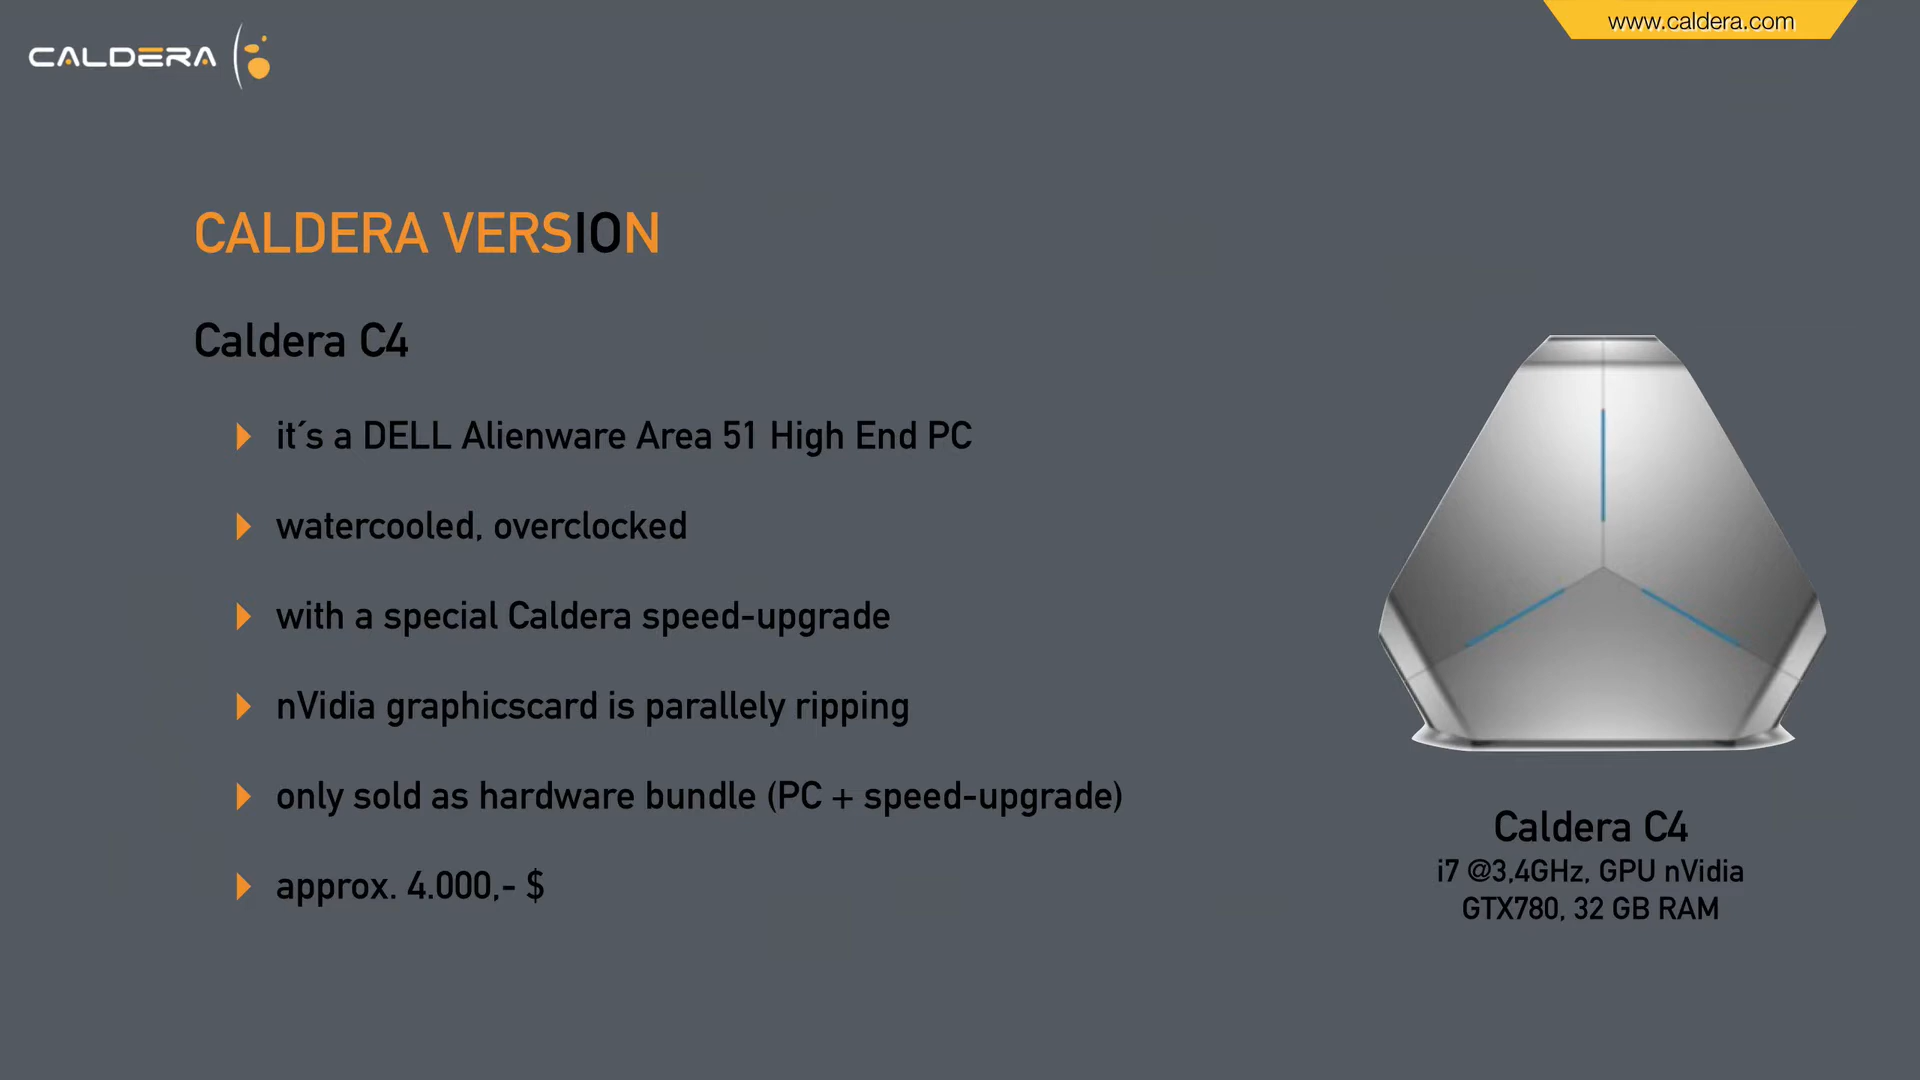 CALDERA
www.caldera.com
CALDERA VERSION
Caldera C4
it´s a DELL Alienware Area 51 High End PC
watercooled, overclocked
with a special Caldera speed-upgrade
nVidia graphicscard is parallely ripping
only sold as hardware bundle (PC + speed-upgrade)
approx. 4.000,- $
Caldera C4
i7 @3,4GHz, GPU nVidia
GTX780, 32 GB RAM